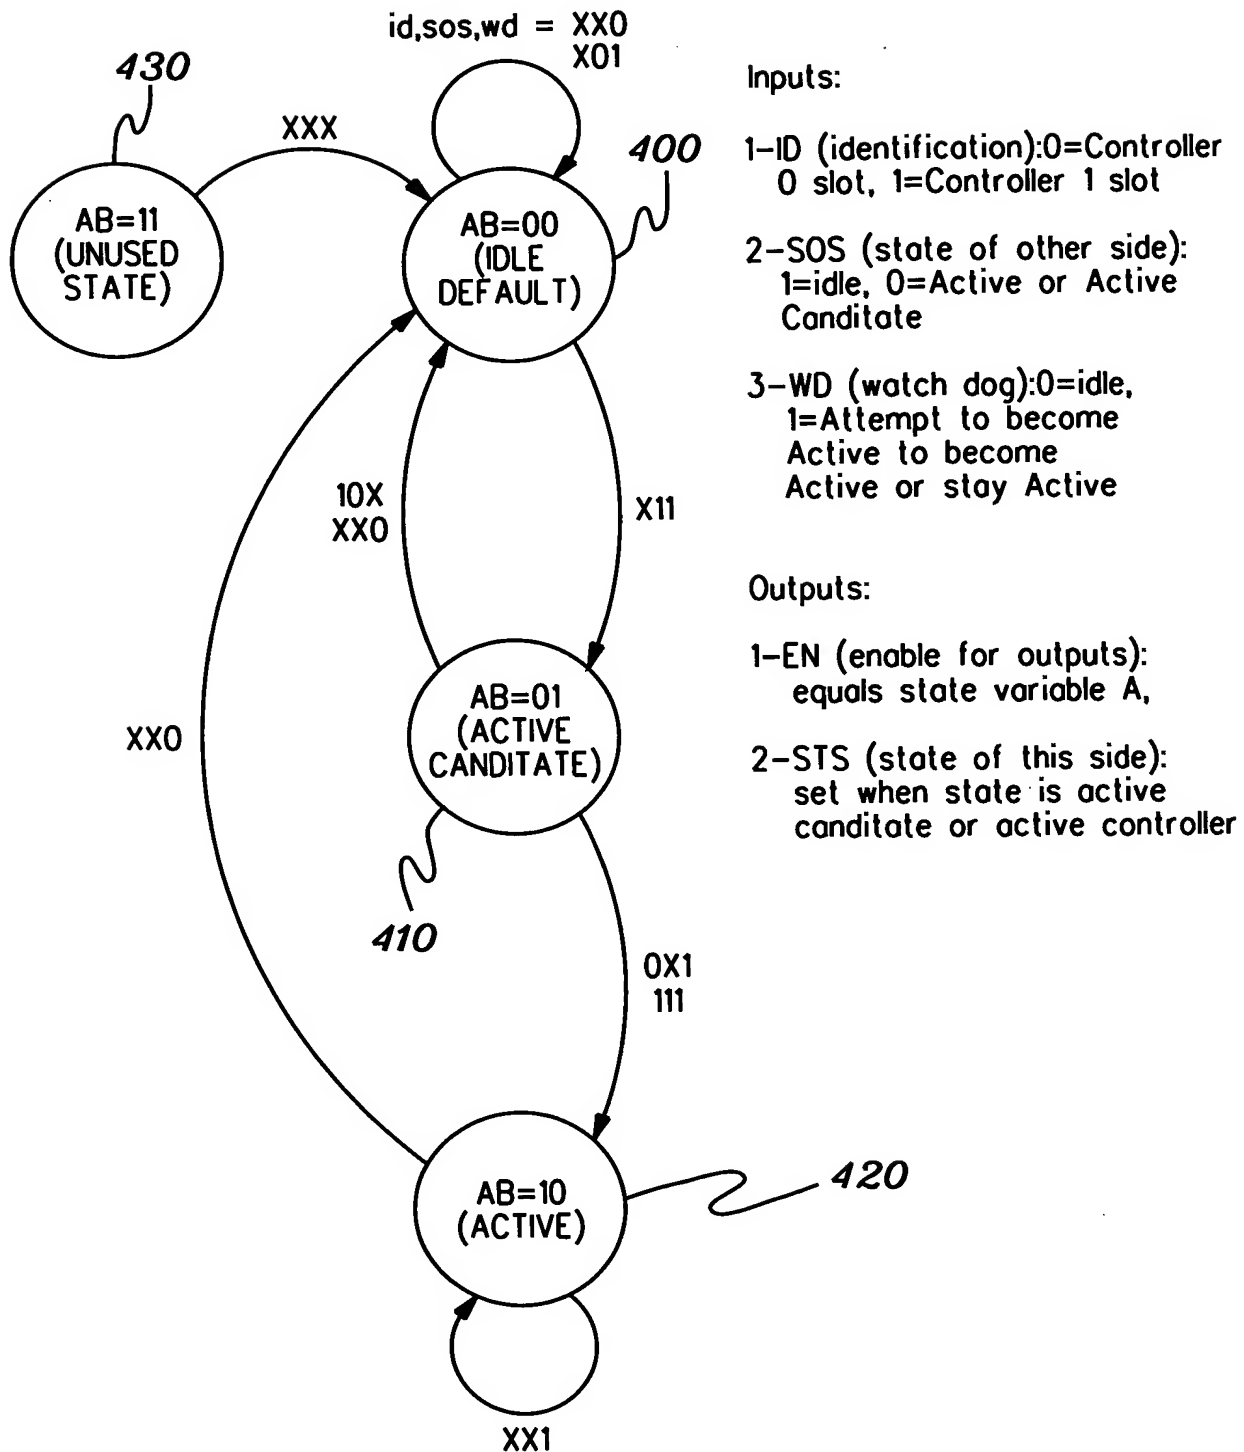 id,sos,wd = XX0
X01
430
XXX
400
AB=11
(UNUSED
STATE)
AB=00
(IDLE
DEFAULT)
10X
XX0
X11
XX0
AB=01
(ACTIVE
CANDITATE)
410
0X1
111
AB=10
(ACTIVE)
420
XX1
Inputs:
1-ID (identification):0=Controller
0 slot, 1=Controller 1 slot
2-SOS (state of other side):
1=idle, 0=Active or Active
Canditate
3-WD (watch dog):0=idle,
1=Attempt to become
Active to become
Active or stay Active
Outputs:
1-EN (enable for outputs):
equals state variable A,
2-STS (state of this side):
set when state is active
canditate or active controller